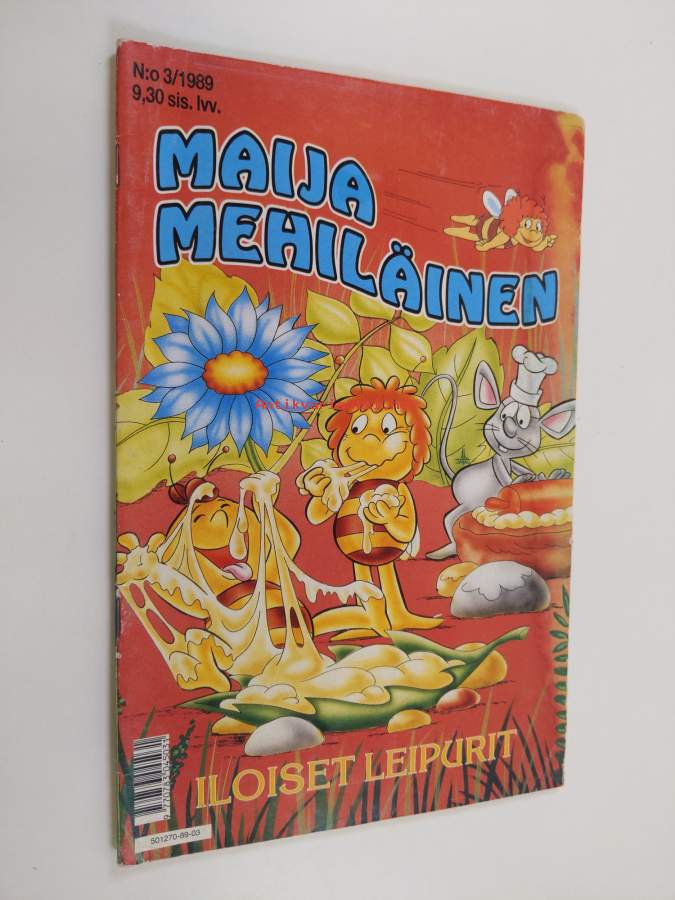 N:o 3/1989
9,30 sis. lvv.
MAIJA
MEHILÄINEN
ILOISET LEIPURIT
501270-89-03